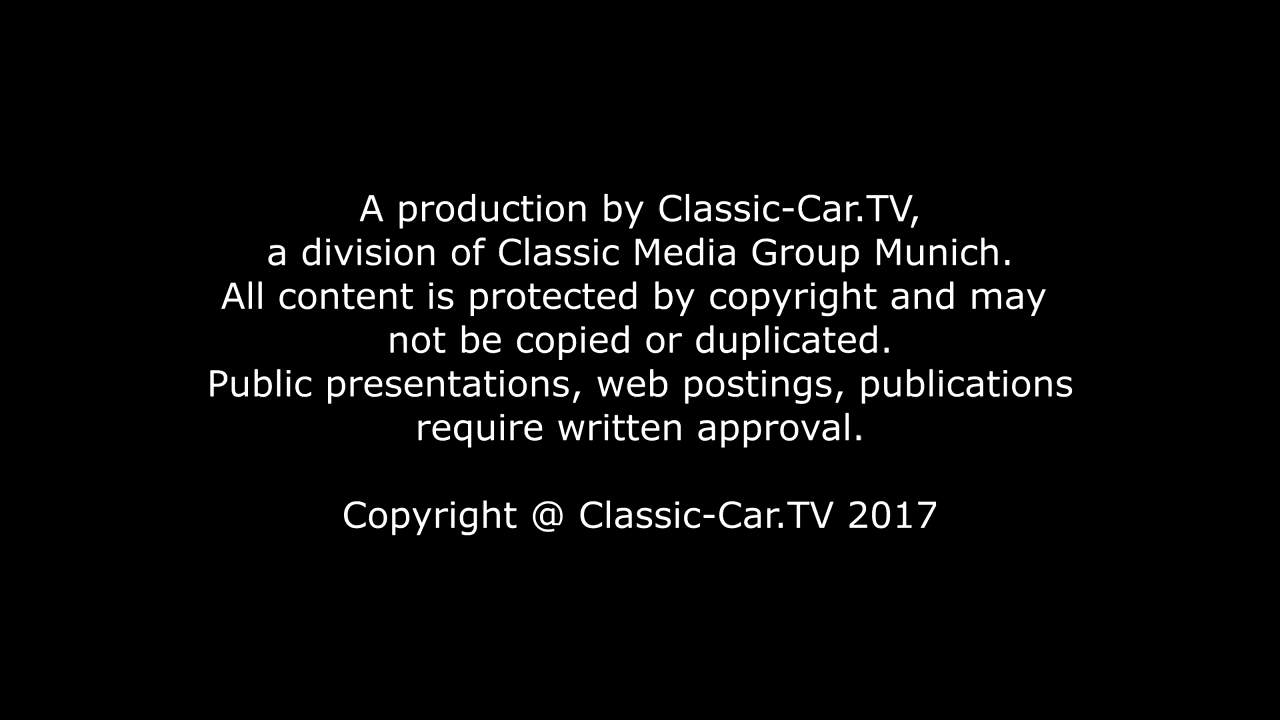 A production by Classic-Car.TV,
a division of Classic Media Group Munich.
All content is protected by copyright and may
not be copied or duplicated.
Public presentations, web postings, publications
require written approval.
Copyright @ Classic-Car.TV 2017